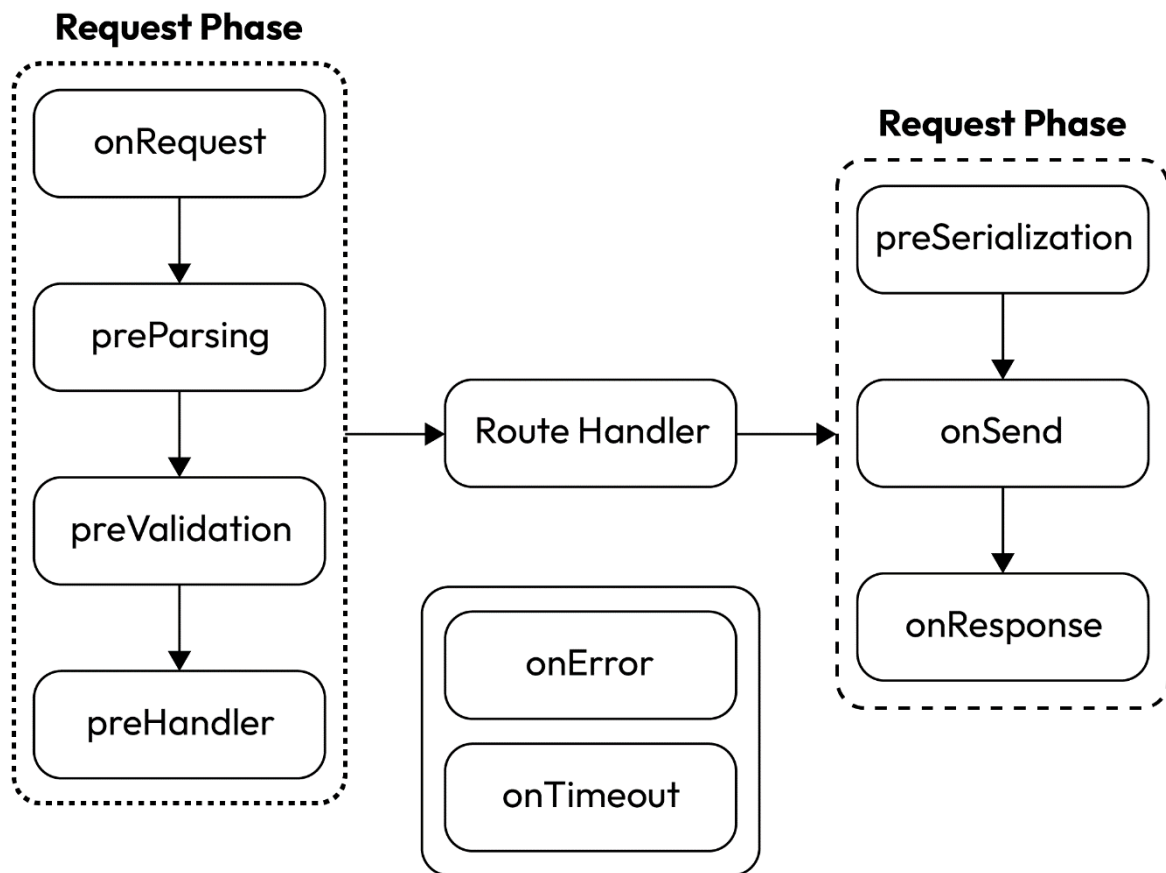 Request Phase
onRequest
preParsing
preValidation
preHandler
Route Handler
onError
onTimeout
Request Phase
preSerialization
onSend
onResponse